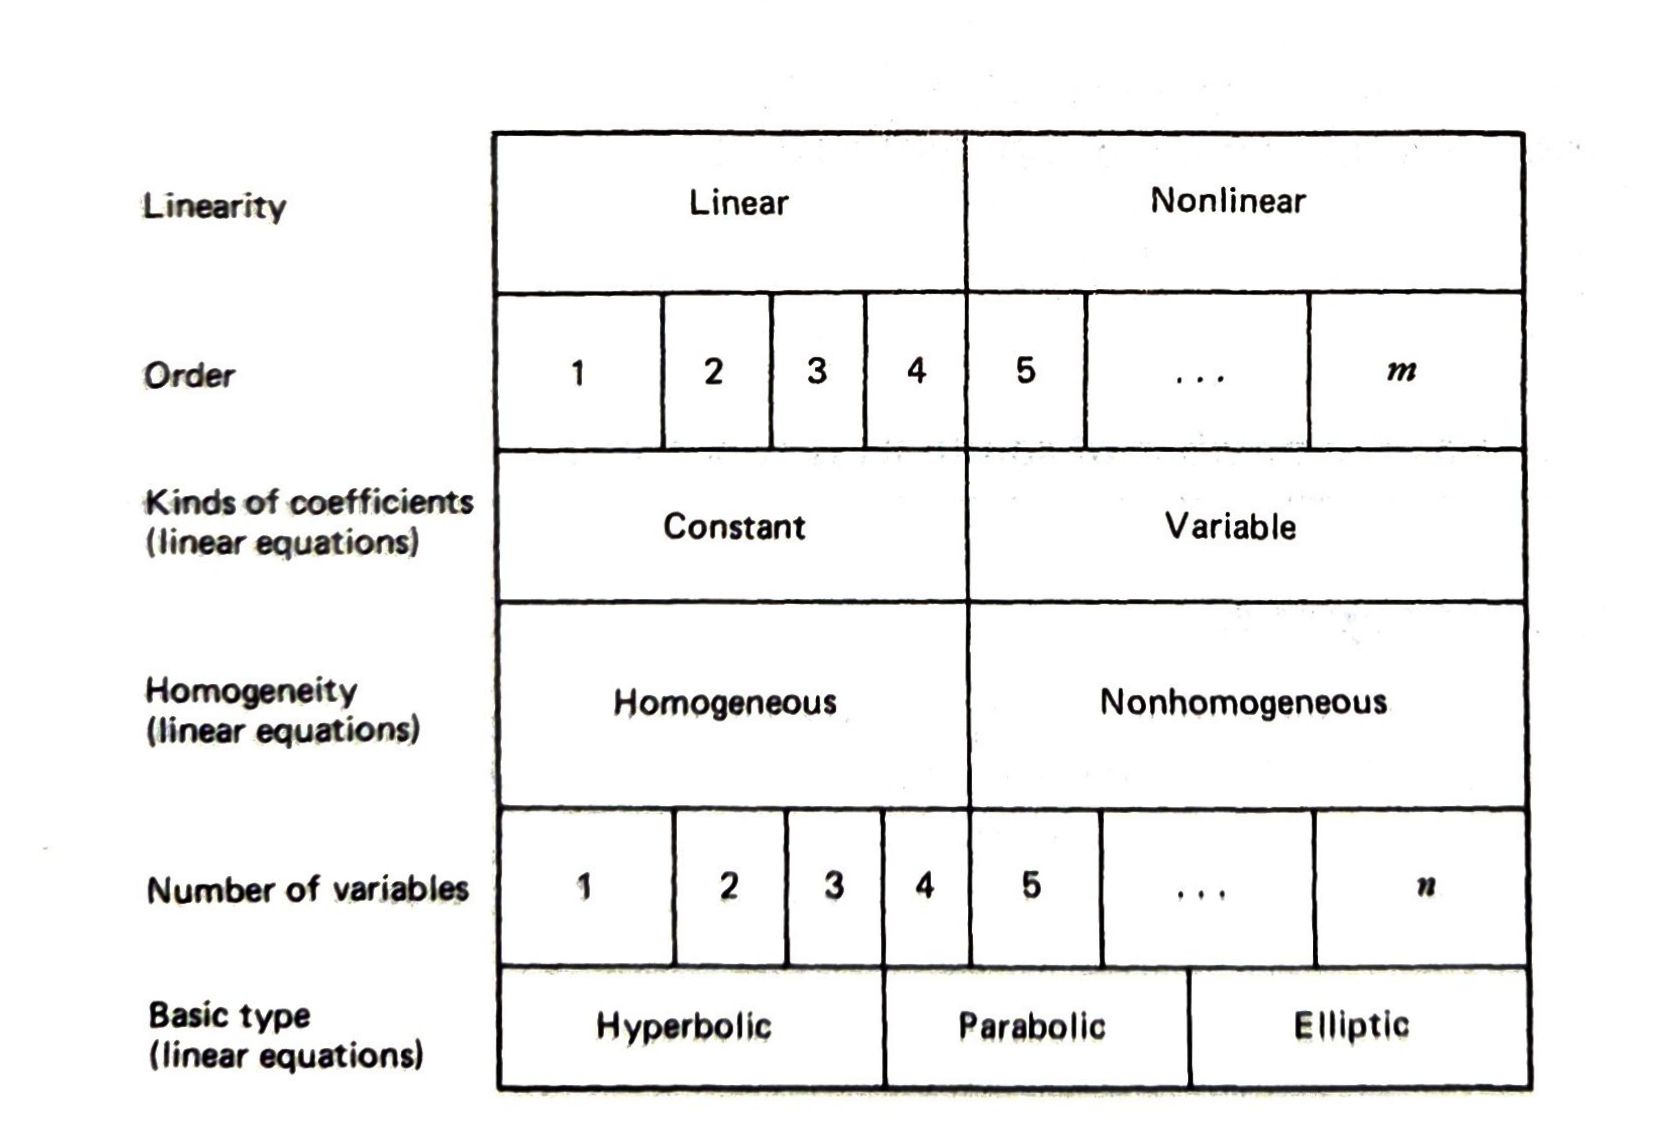 Linearity Linear Nonlinear
Order 1 2 3 4 5 ... m
Kinds of coefficients
(linear equations) Constant Variable
Homogeneity
(linear equations) Homogeneous Nonhomogeneous
Number of variables 1 2 3 4 5 ... n
Basic type
(linear equations) Hyperbolic Parabolic Elliptic